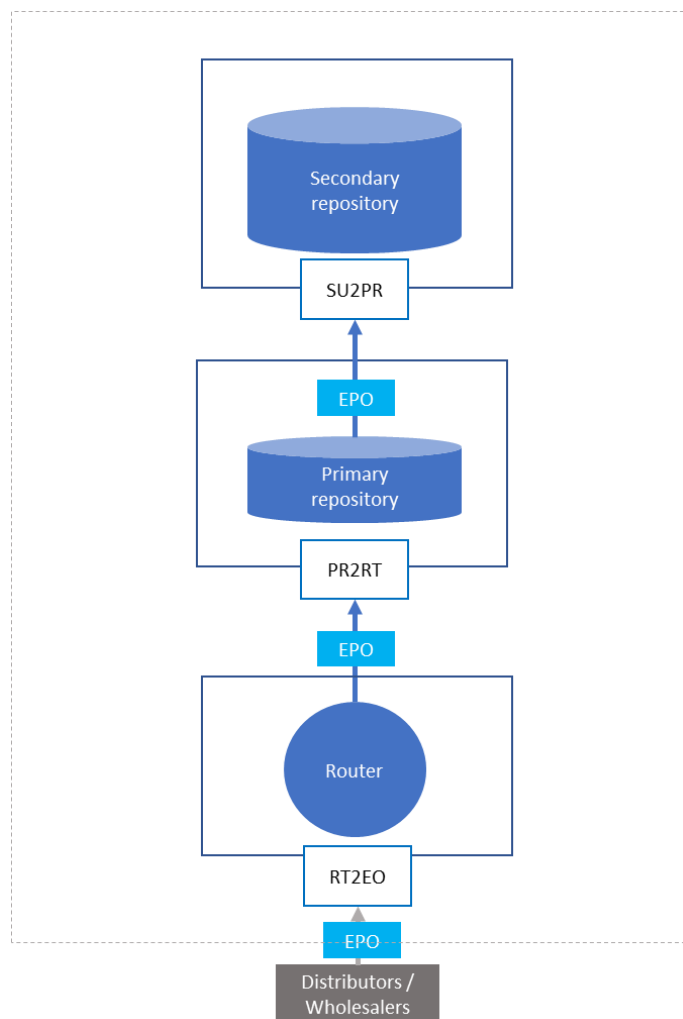 Secondary
repository
SU2PR
EPO
Primary
repository
PR2RT
EPO
Router
RT2EO
EPO
Distributors /
Wholesalers